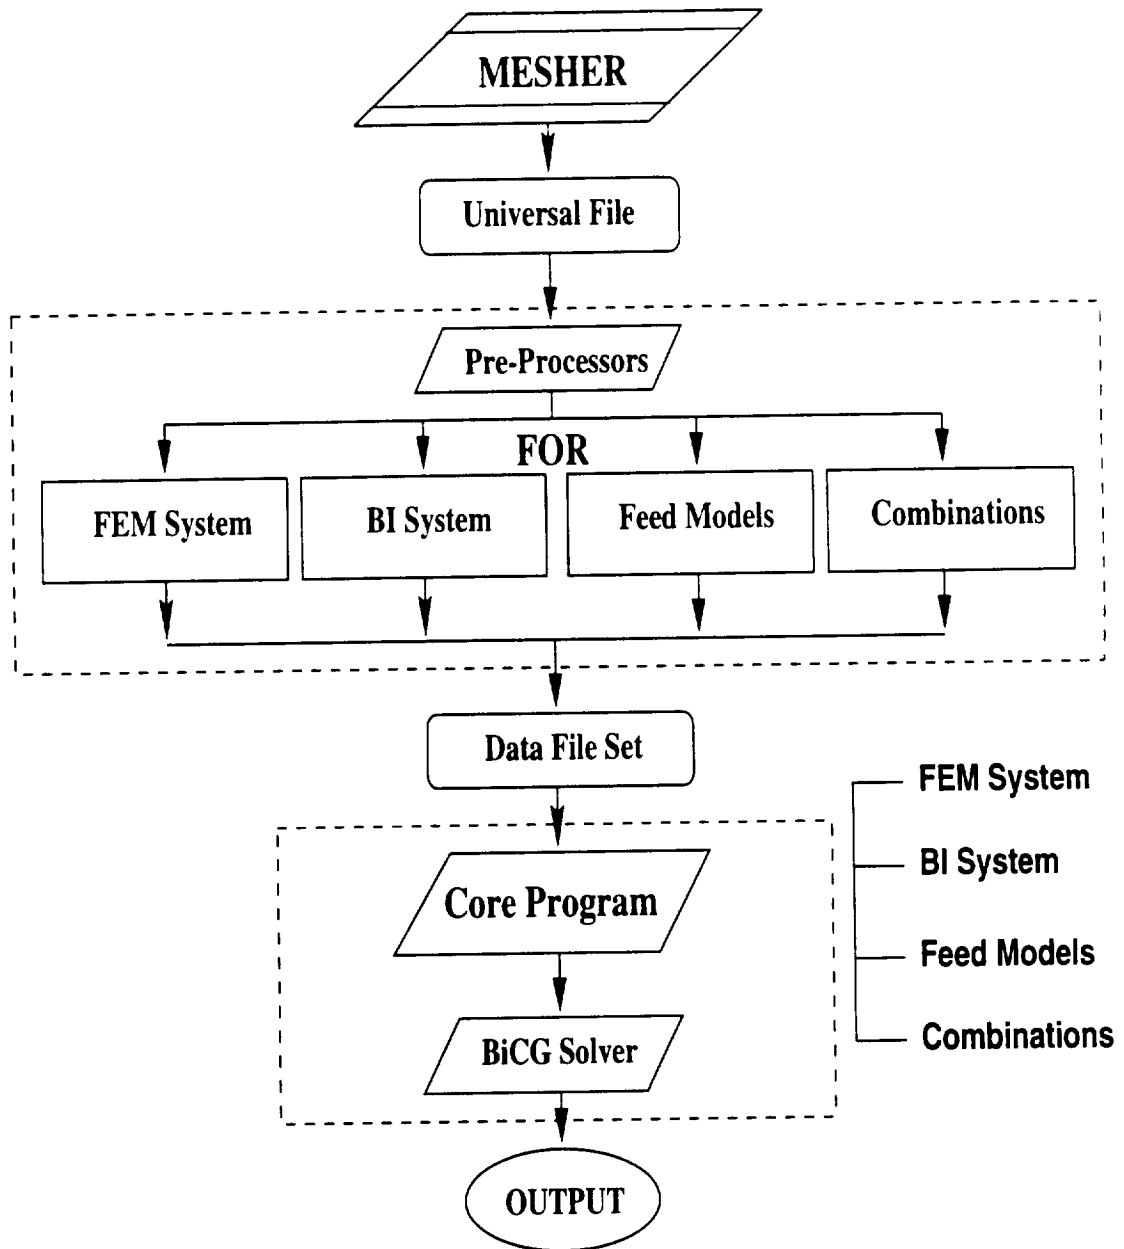 MESHER
Universal File
Pre-Processors
FOR
FEM System
BI System
Feed Models
Combinations
Data File Set
FEM System
BI System
Feed Models
Combinations
Core Program
BiCG Solver
OUTPUT